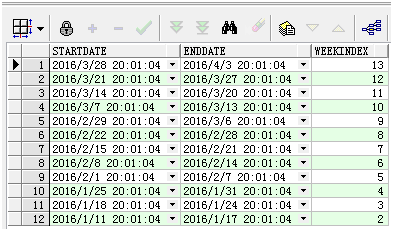 STARTDATE ENDDATE WEEKINDEX
1 2016/3/28 20:01:04 2016/4/3 20:01:04 13
2 2016/3/21 20:01:04 2016/3/27 20:01:04 12
3 2016/3/14 20:01:04 2016/3/20 20:01:04 11
4 2016/3/7 20:01:04 2016/3/13 20:01:04 10
5 2016/2/29 20:01:04 2016/3/6 20:01:04 9
6 2016/2/22 20:01:04 2016/2/28 20:01:04 8
7 2016/2/15 20:01:04 2016/2/21 20:01:04 7
8 2016/2/8 20:01:04 2016/2/14 20:01:04 6
9 2016/2/1 20:01:04 2016/2/7 20:01:04 5
10 2016/1/25 20:01:04 2016/1/31 20:01:04 4
11 2016/1/18 20:01:04 2016/1/24 20:01:04 3
12 2016/1/11 20:01:04 2016/1/17 20:01:04 2